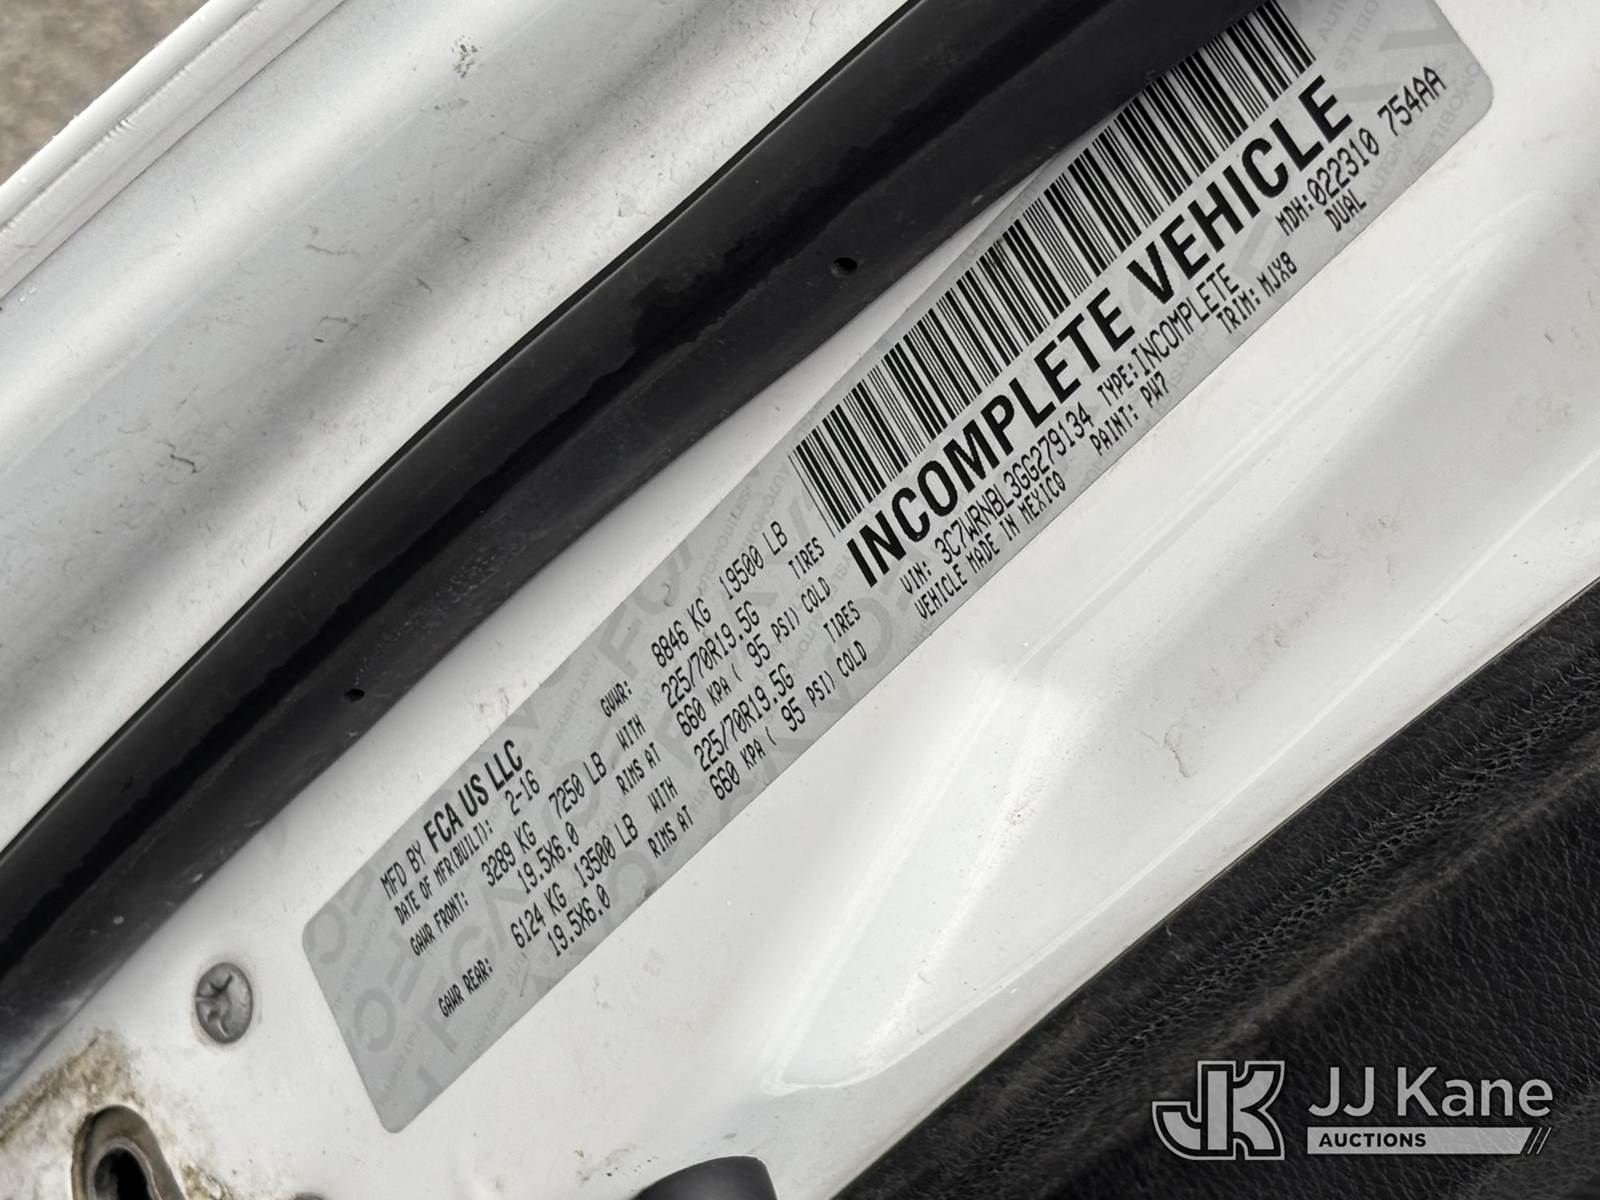 MFD BY FCA US LLC
DATE OF MFR(BUILT): 2-16 GVWR: 8846 KG 19500 LB
GAWR FRONT: 3289 KG 7250 LB WITH 225/70R19.5G TIRES
19.5X6.0 RIMS AT 660 KPA( 95 PSI) COLD
GAWR REAR: 6124 KG 13500 LB WITH 225/70R19.5G TIRES
19.5X6.0 RIMS AT 660 KPA( 95 PSI) COLD
INCOMPLETE VEHICLE
VIN: 3C7WRNBL3GG279134 TYPE:INCOMPLETE MDH:022310 754AA
VEHICLE MADE IN MEXICO PAINT: PW7 TRIM: MJX8 DUAL
JK JJ Kane
AUCTIONS